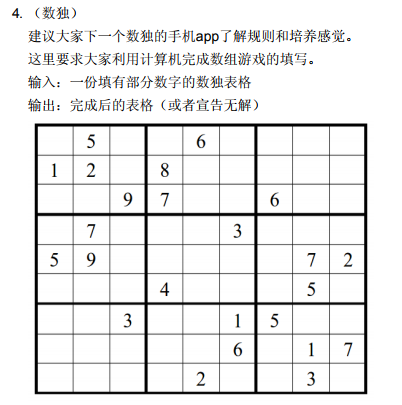 4. （数独）
建议大家下一个数独的手机app了解规则和培养感觉。
这里要求大家利用计算机完成数组游戏的填写。
输入：一份填有部分数字的数独表格
输出：完成后的表格（或者宣告无解）
5 6
1 2 8
9 7 6
7 3
5 9 7 2
4 5
3 1 5
6 1 7
2 3